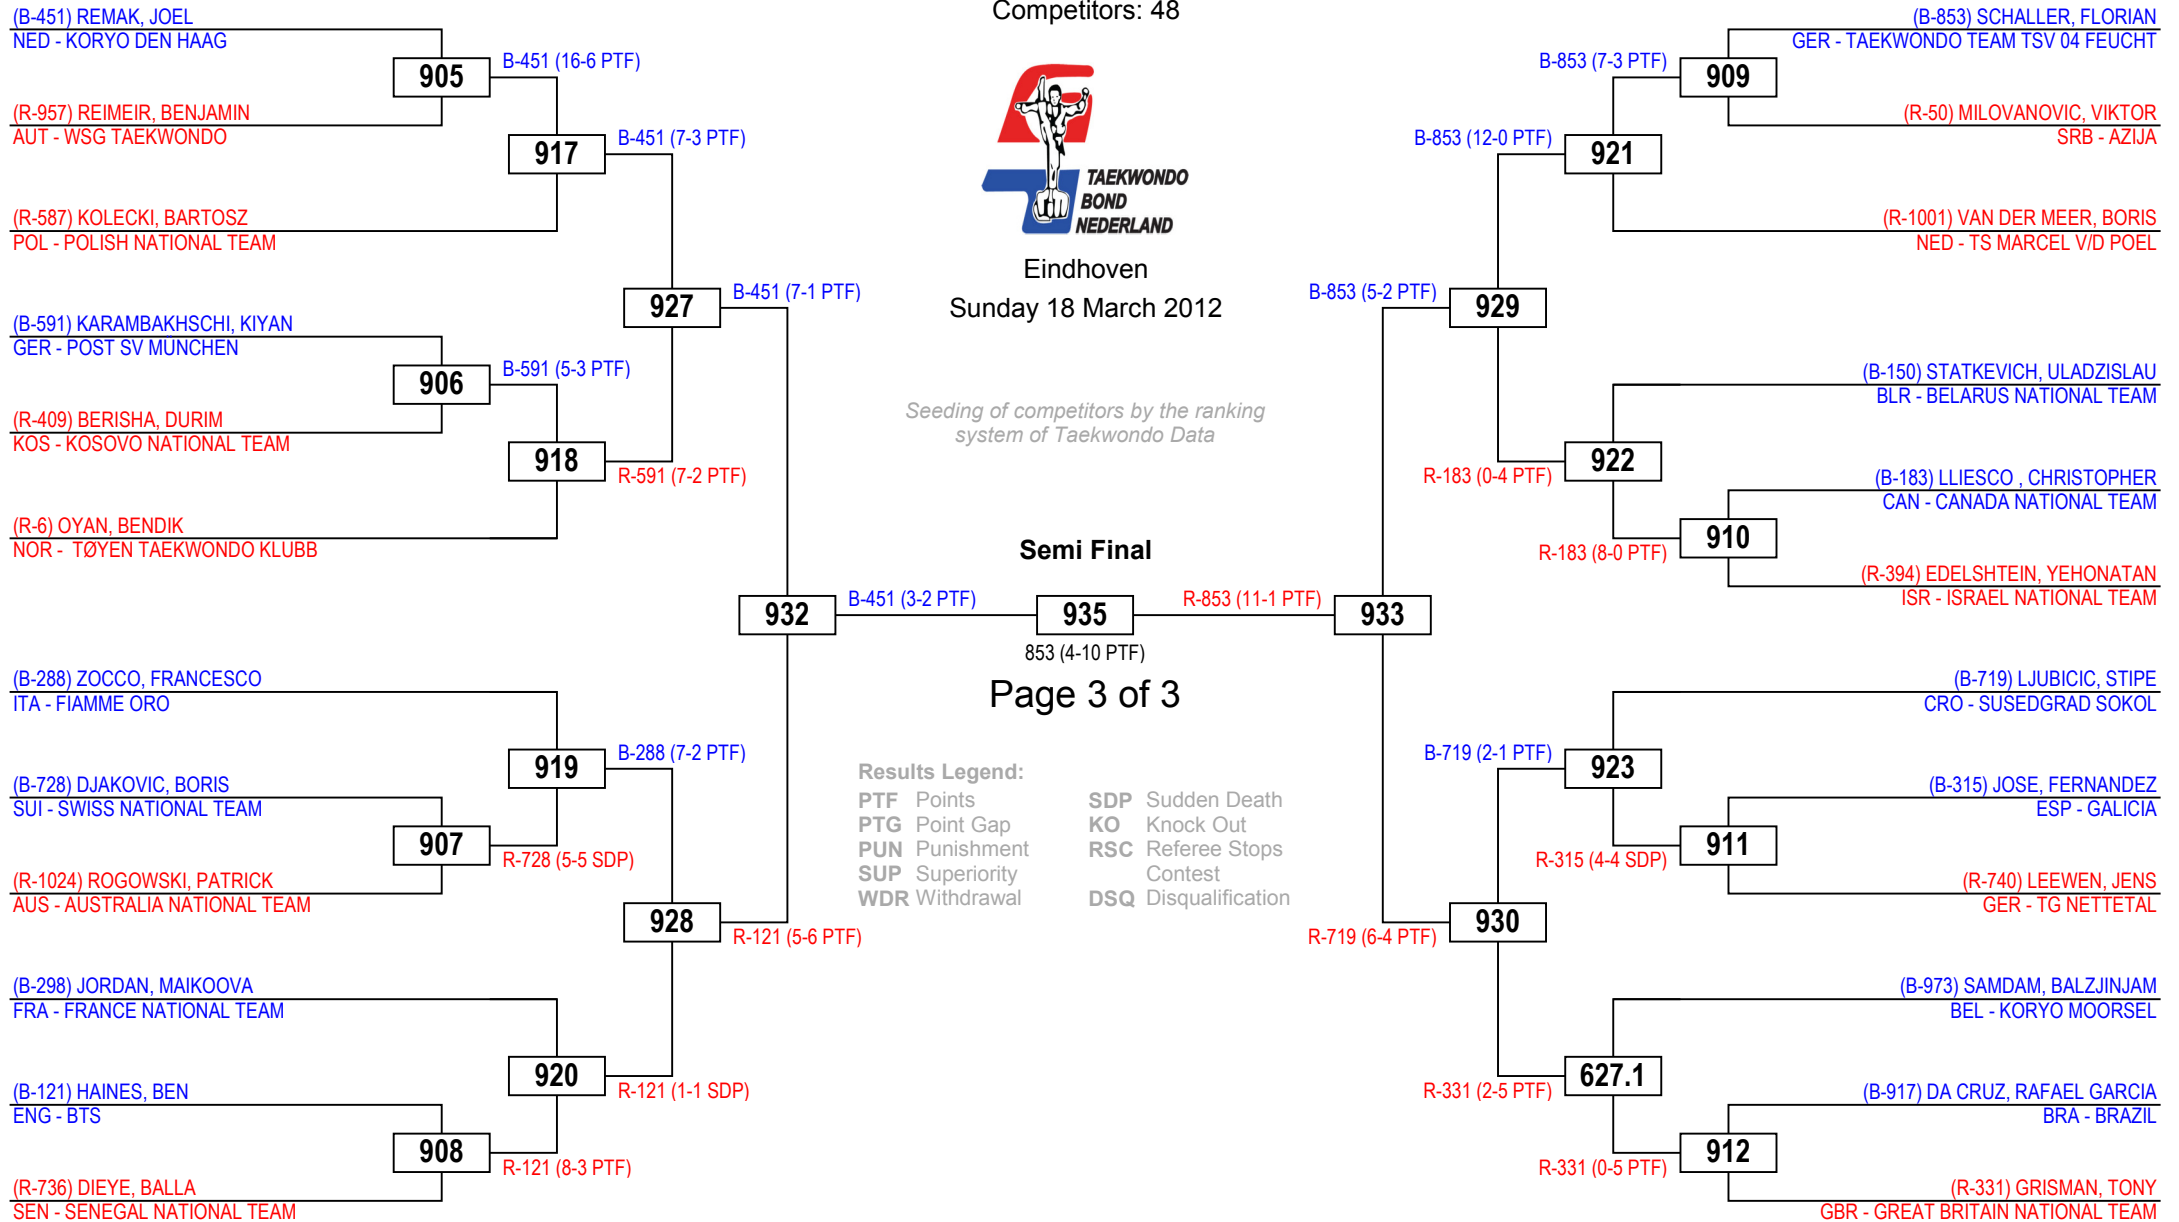 (B-451) REMAK, JOEL
NED - KORYO DEN HAAG
905
B-451 (16-6 PTF)
(R-957) REIMEIR, BENJAMIN
AUT - WSG TAEKWONDO
917
B-451 (7-3 PTF)
(R-587) KOLECKI, BARTOSZ
POL - POLISH NATIONAL TEAM
927
B-451 (7-1 PTF)
(B-591) KARAMBAKHSCHI, KIYAN
GER - POST SV MUNCHEN
906
B-591 (5-3 PTF)
(R-409) BERISHA, DURIM
KOS - KOSOVO NATIONAL TEAM
918
R-591 (7-2 PTF)
(R-6) OYAN, BENDIK
NOR - TØYEN TAEKWONDO KLUBB
932
B-451 (3-2 PTF)
(B-288) ZOCCO, FRANCESCO
ITA - FIAMME ORO
919
B-288 (7-2 PTF)
(B-728) DJAKOVIC, BORIS
SUI - SWISS NATIONAL TEAM
907
R-728 (5-5 SDP)
(R-1024) ROGOWSKI, PATRICK
AUS - AUSTRALIA NATIONAL TEAM
928
R-121 (5-6 PTF)
(B-298) JORDAN, MAIKOOVA
FRA - FRANCE NATIONAL TEAM
920
R-121 (1-1 SDP)
(B-121) HAINES, BEN
ENG - BTS
908
R-121 (8-3 PTF)
(R-736) DIEYE, BALLA
SEN - SENEGAL NATIONAL TEAM
Competitors: 48
TAEKWONDO
BOND
NEDERLAND
Eindhoven
Sunday 18 March 2012
Seeding of competitors by the ranking
system of Taekwondo Data
Semi Final
935
853 (4-10 PTF)
Page 3 of 3
Results Legend:
PTF Points SDP Sudden Death
PTG Point Gap KO Knock Out
PUN Punishment RSC Referee Stops
SUP Superiority Contest
WDR Withdrawal DSQ Disqualification
(B-853) SCHALLER, FLORIAN
GER - TAEKWONDO TEAM TSV 04 FEUCHT
B-853 (7-3 PTF)
909
(R-50) MILOVANOVIC, VIKTOR
SRB - AZIJA
B-853 (12-0 PTF)
921
(R-1001) VAN DER MEER, BORIS
NED - TS MARCEL V/D POEL
B-853 (5-2 PTF)
929
(B-150) STATKEVICH, ULADZISLAU
BLR - BELARUS NATIONAL TEAM
R-183 (0-4 PTF)
922
(B-183) LLIESCO , CHRISTOPHER
CAN - CANADA NATIONAL TEAM
R-183 (8-0 PTF)
910
(R-394) EDELSHTEIN, YEHONATAN
ISR - ISRAEL NATIONAL TEAM
R-853 (11-1 PTF)
933
(B-719) LJUBICIC, STIPE
CRO - SUSEDGRAD SOKOL
B-719 (2-1 PTF)
923
(B-315) JOSE, FERNANDEZ
ESP - GALICIA
R-315 (4-4 SDP)
911
(R-740) LEEWEN, JENS
GER - TG NETTETAL
R-719 (6-4 PTF)
930
(B-973) SAMDAM, BALZJINJAM
BEL - KORYO MOORSEL
R-331 (2-5 PTF)
627.1
(B-917) DA CRUZ, RAFAEL GARCIA
BRA - BRAZIL
R-331 (0-5 PTF)
912
(R-331) GRISMAN, TONY
GBR - GREAT BRITAIN NATIONAL TEAM